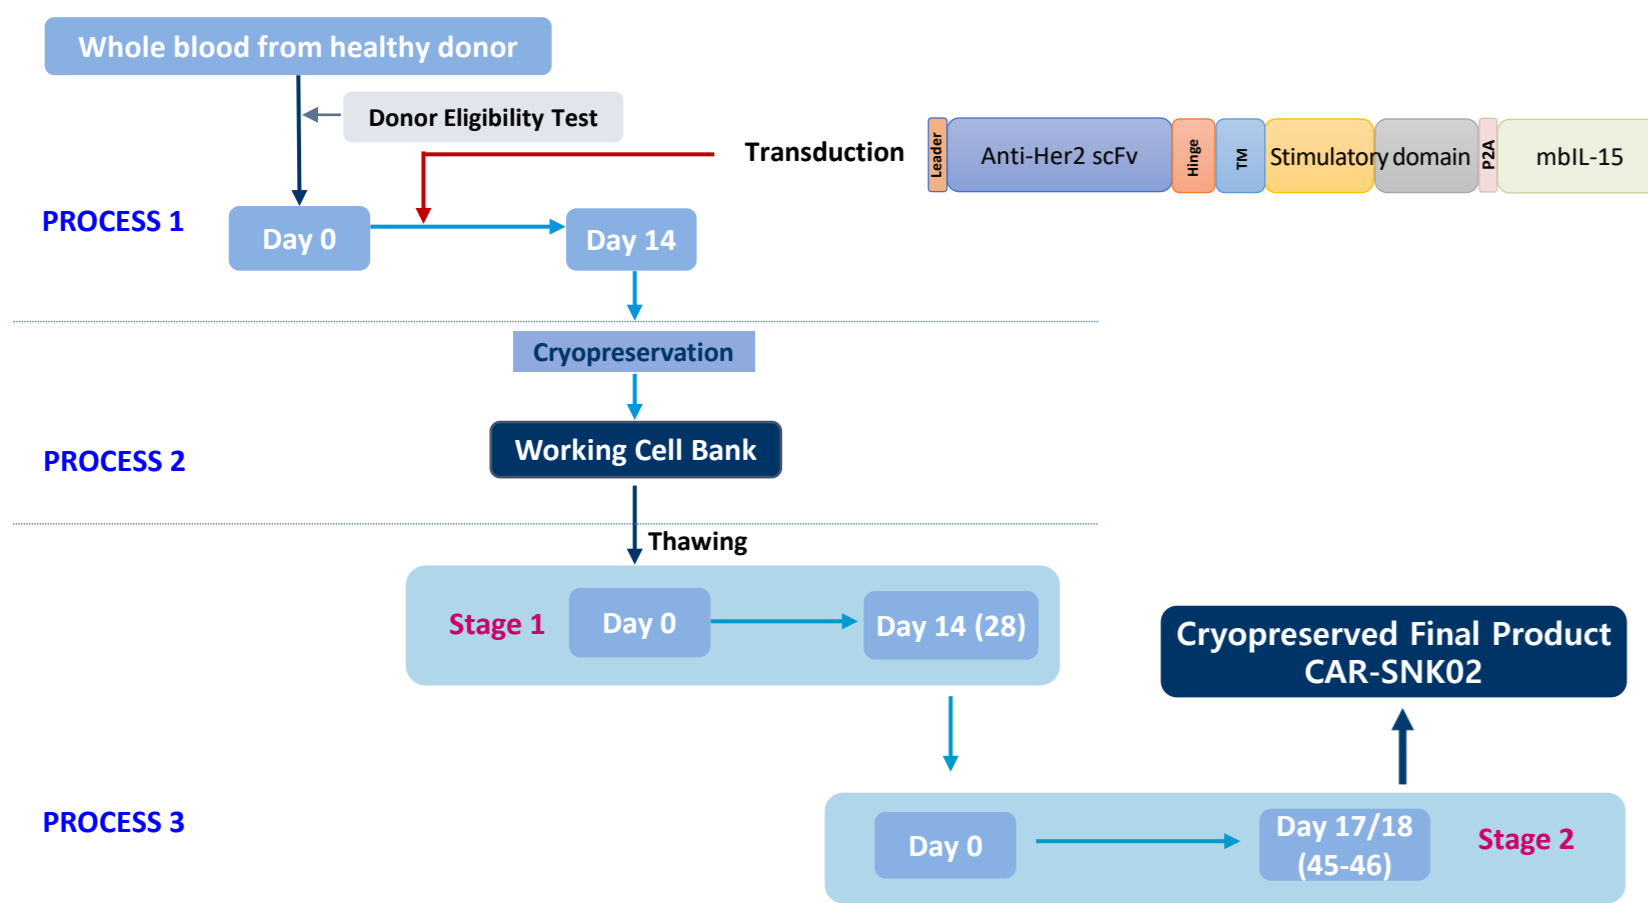 Whole blood from healthy donor
Donor Eligibility Test
Transduction
Leader
Anti-Her2 scFv
Hinge
TM
Stimulatory domain
P2A
mbIL-15
PROCESS 1
Day 0
Day 14
Cryopreservation
PROCESS 2
Working Cell Bank
Thawing
Stage 1
Day 0
Day 14 (28)
Cryopreserved Final Product
CAR-SNK02
PROCESS 3
Day 0
Day 17/18
(45-46)
Stage 2